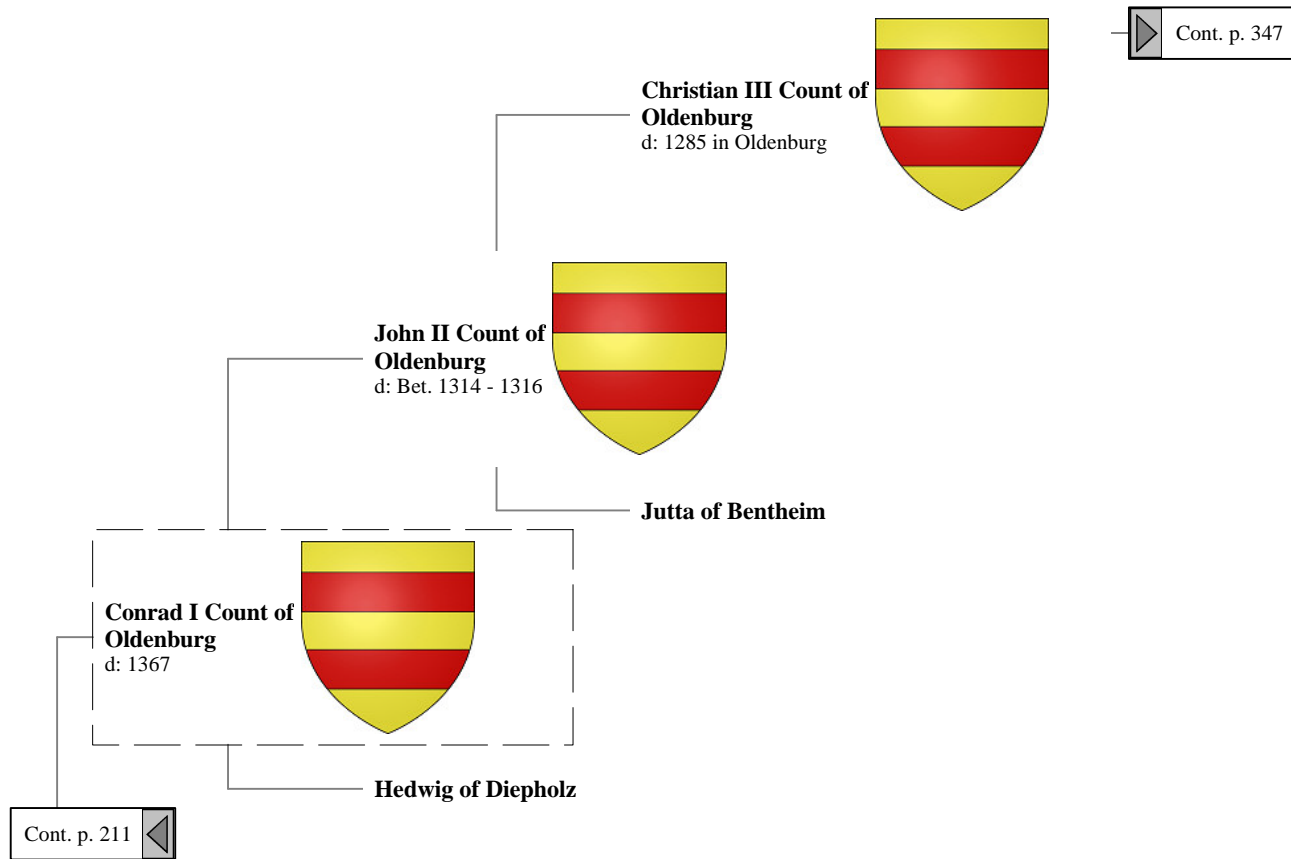 Cont. p. 347
Christian III Count of
Oldenburg
d: 1285 in Oldenburg
John II Count of
Oldenburg
d: Bet. 1314 - 1316
Jutta of Bentheim
Conrad I Count of
Oldenburg
d: 1367
Hedwig of Diepholz
Cont. p. 211